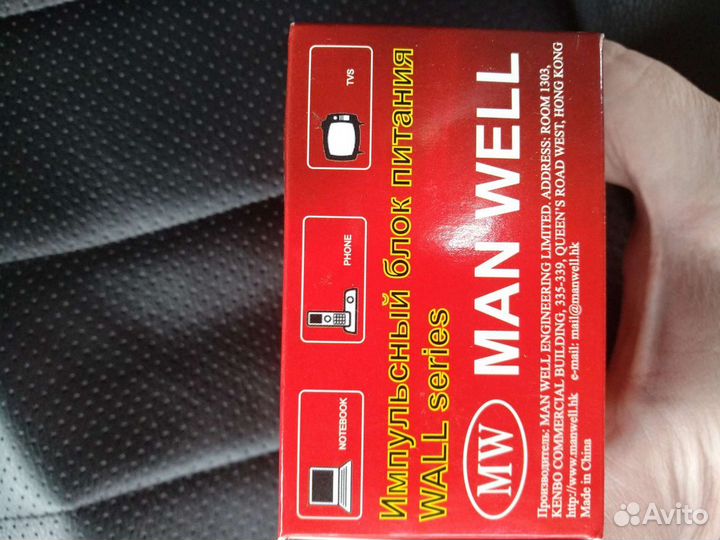 NOTEBOOK
PHONE
TVS
Импульсный блок питания
WALL series
MW
MAN WELL
Производитель: MAN WELL ENGINEERING LIMITED. ADDRESS: ROOM 1303,
KENBO COMMERCIAL BUILDING, 335-339, QUEEN'S ROAD WEST, HONG KONG
http://www.manwell.hk e-mail: mail@manwell.hk
Made in China
Avito